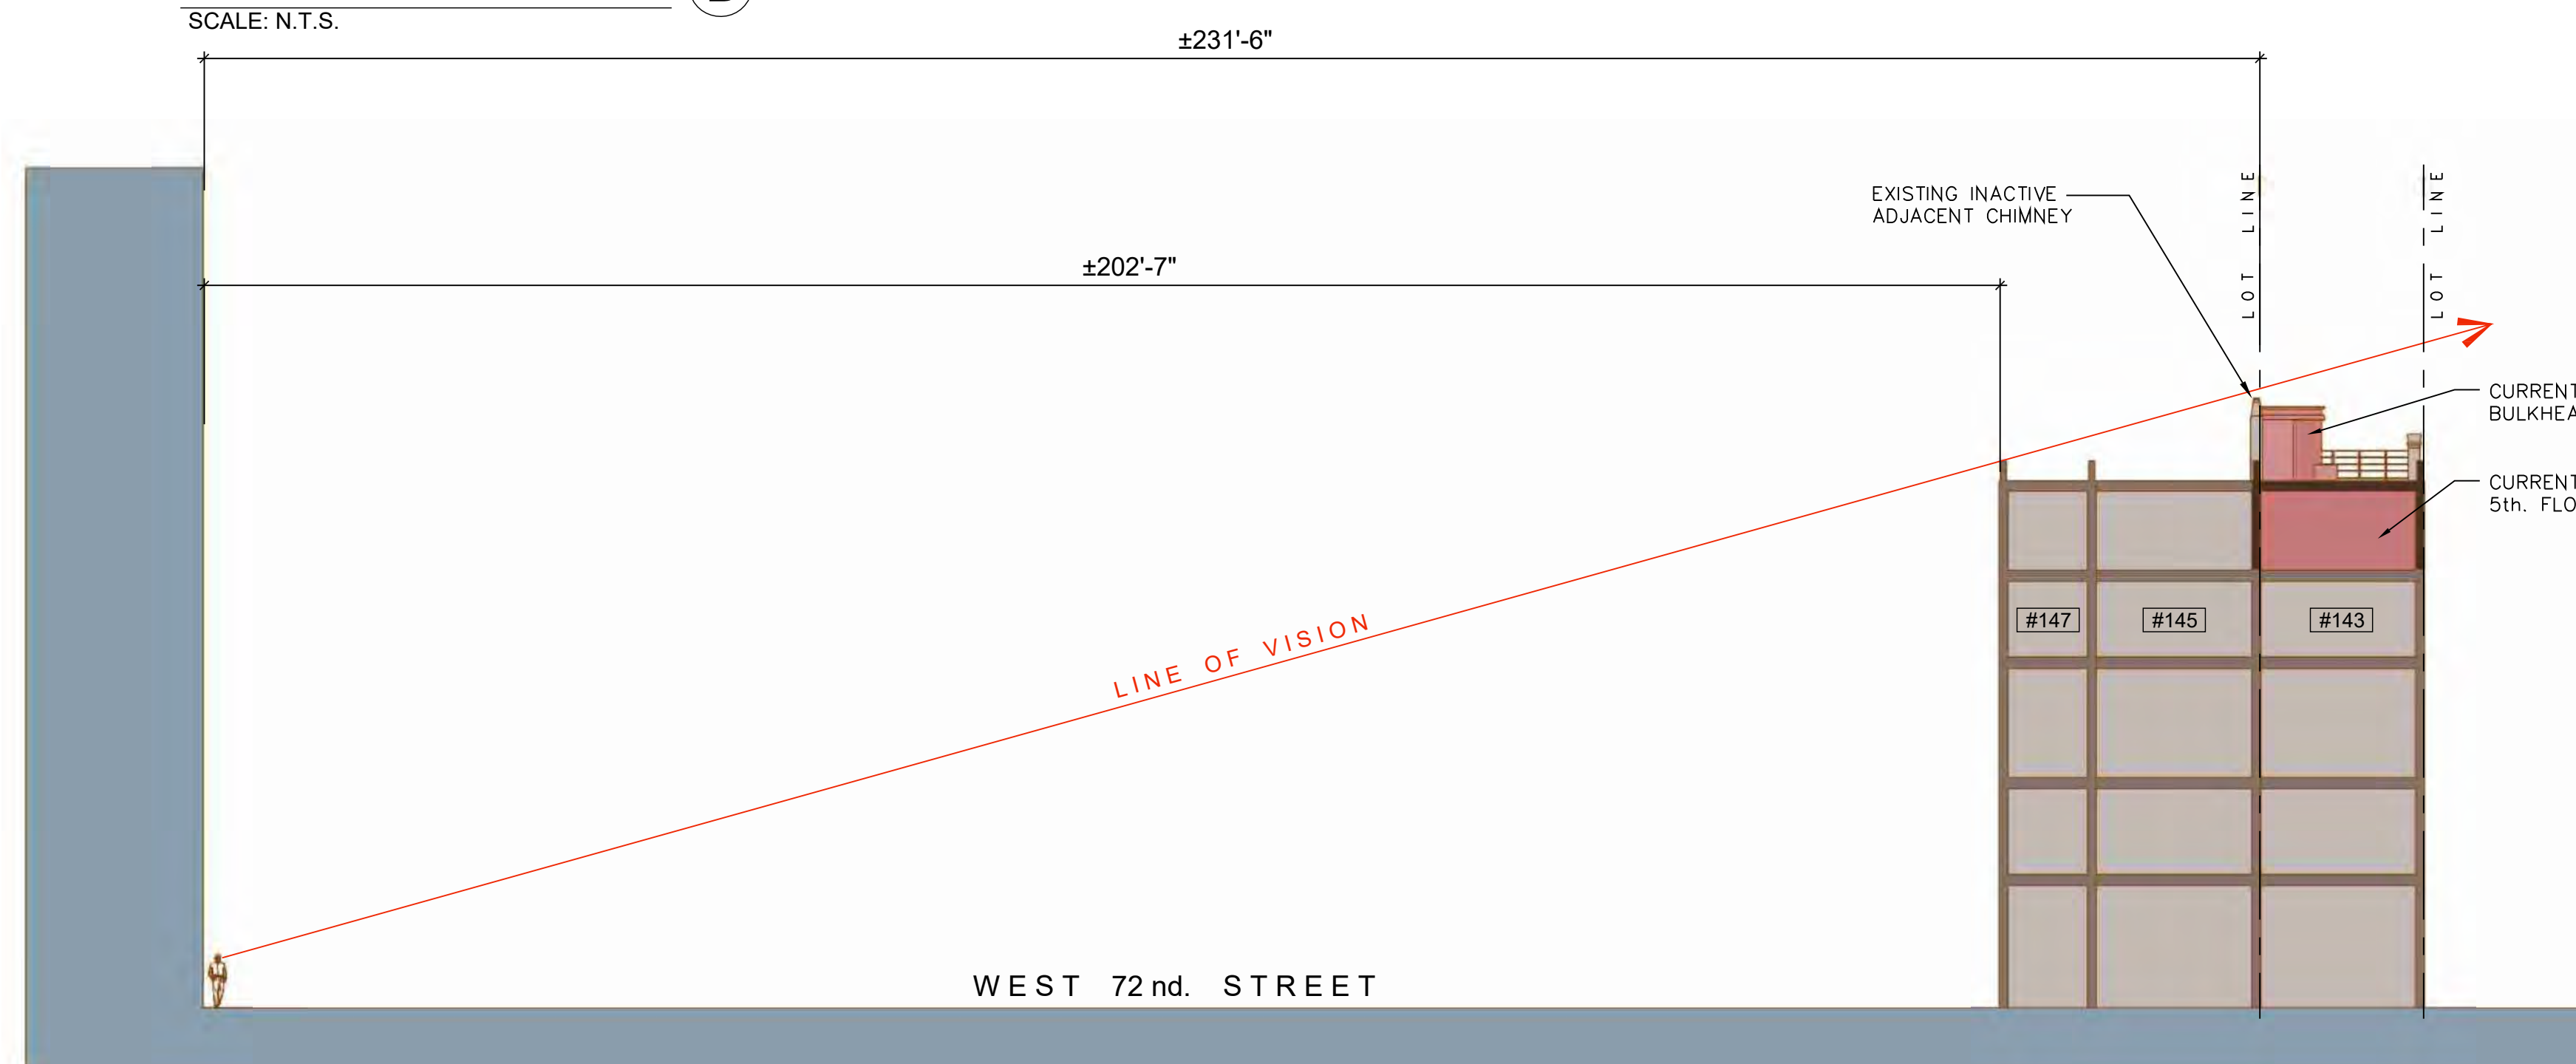 SCALE: N.T.S.
±231'-6"
EXISTING INACTIVE
ADJACENT CHIMNEY
LOT LINE
LOT LINE
±202'-7"
CURRENT
BULKHEA
CURRENT
5th. FLO
LINE OF VISION
#147
#145
#143
WEST 72 nd. STREET